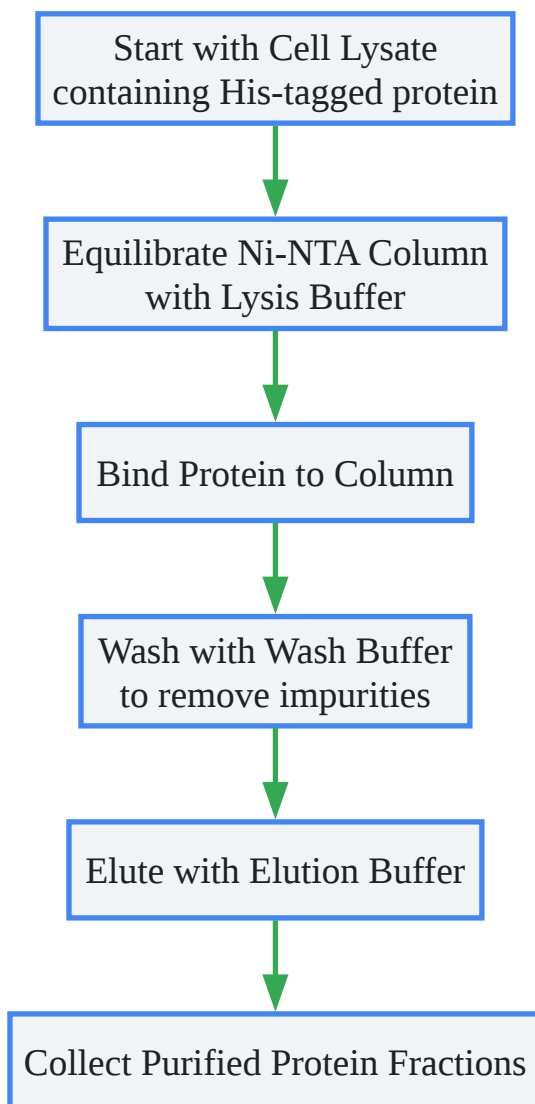 Start with Cell Lysate
containing His-tagged protein
Equilibrate Ni-NTA Column
with Lysis Buffer
Bind Protein to Column
Wash with Wash Buffer
to remove impurities
Elute with Elution Buffer
Collect Purified Protein Fractions